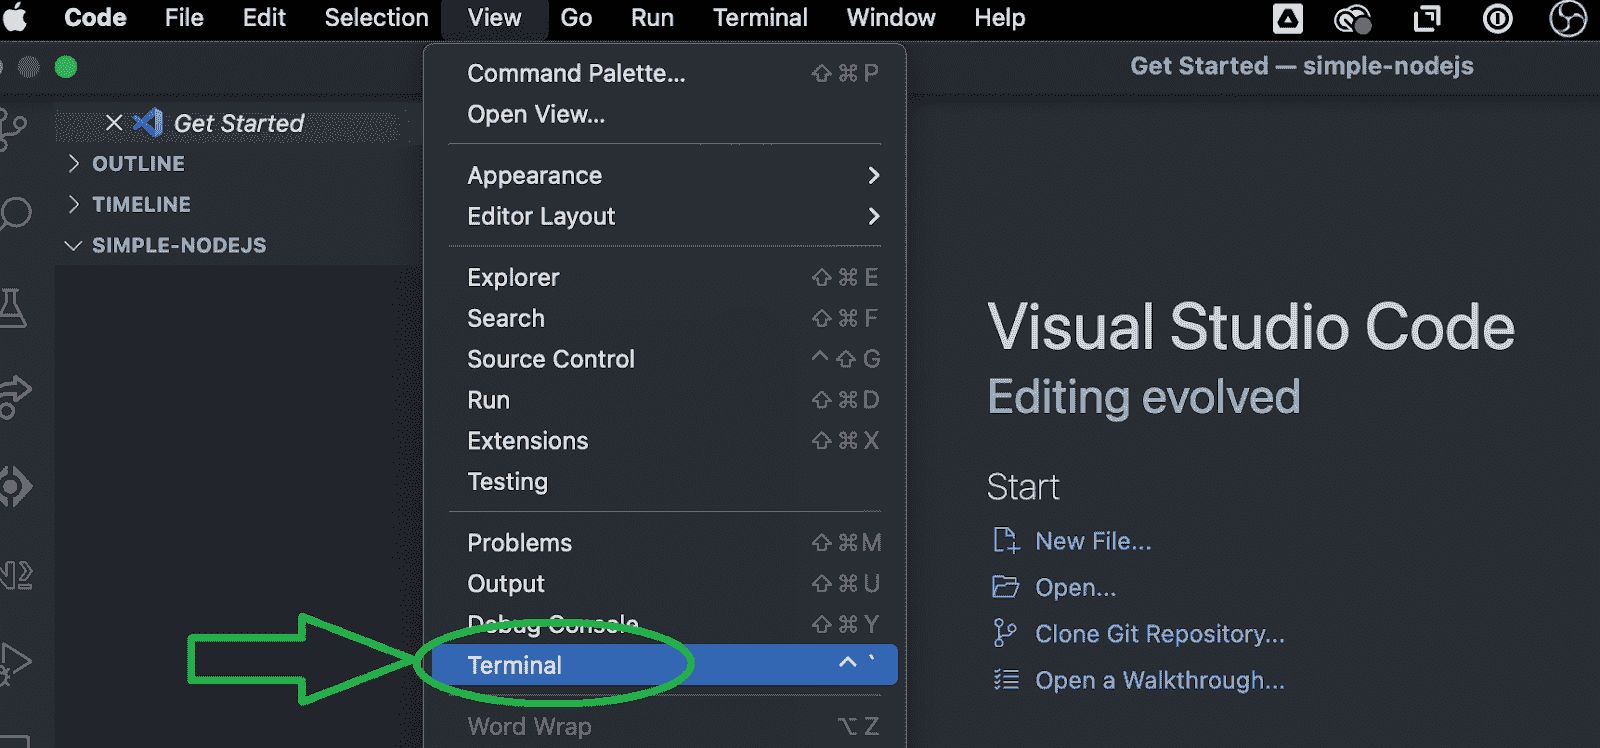 Code File Edit Selection View Go Run Terminal Window Help
Get Started — simple-nodejs
Get Started
OUTLINE
TIMELINE
SIMPLE-NODEJS
Command Palette... ⇧⌘P
Open View...
Appearance
Editor Layout
Explorer ⇧⌘E
Search ⇧⌘F
Source Control ^⇧G
Run ⇧⌘D
Extensions ⇧⌘X
Testing
Problems ⇧⌘M
Output ⇧⌘U
Debug Console ⇧⌘Y
Terminal ^`
Word Wrap ⌥Z
Visual Studio Code
Editing evolved
Start
New File...
Open...
Clone Git Repository...
Open a Walkthrough...